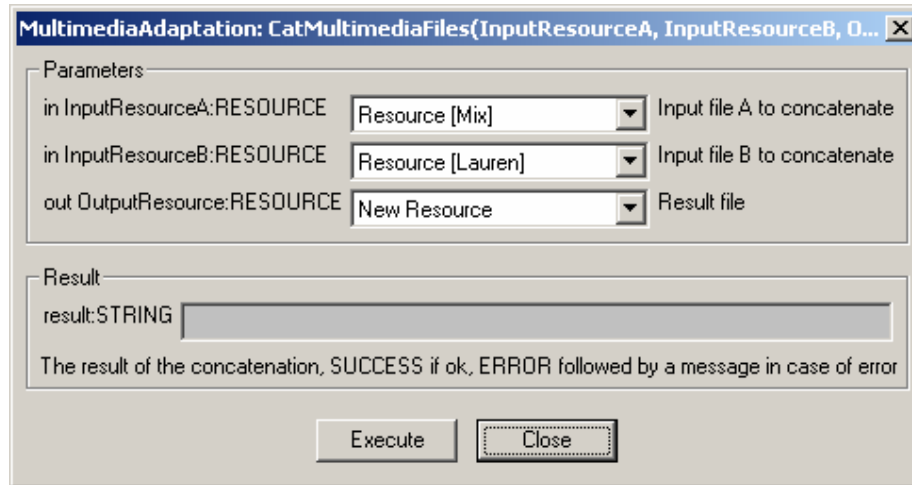 MultimediaAdaptation: CatMultimediaFiles(InputResourceA, InputResourceB, O...
Parameters
in InputResourceA:RESOURCE Resource [Mix] Input file A to concatenate
in InputResourceB:RESOURCE Resource [Lauren] Input file B to concatenate
out OutputResource:RESOURCE New Resource Result file
Result
result:STRING
The result of the concatenation, SUCCESS if ok, ERROR followed by a message in case of error
Execute Close